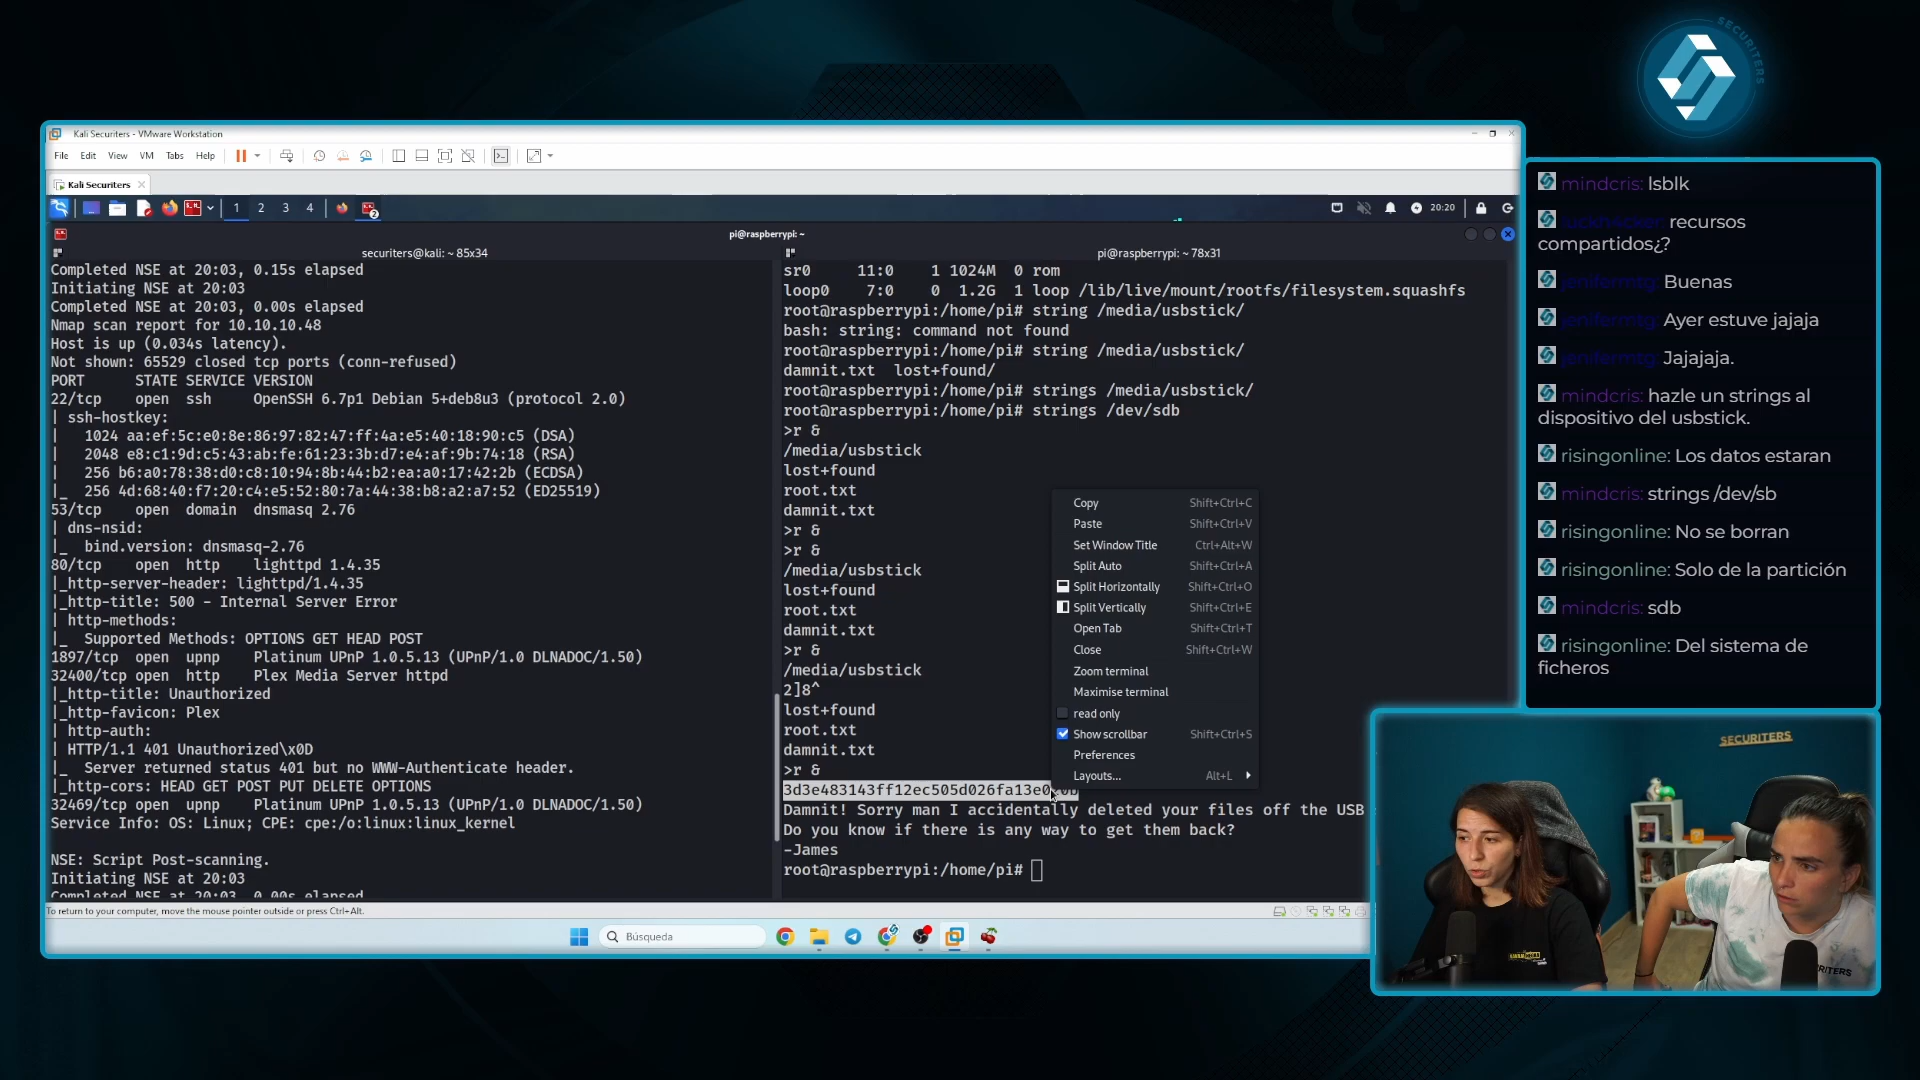 SECURITERS
Kali Securiters - VMware Workstation
File Edit View VM Tabs Help
Kali Securiters
1 2 3 4
2
20:20
pi@raspberrypi: ~
securiters@kali: ~ 85x34
Completed NSE at 20:03, 0.15s elapsed
Initiating NSE at 20:03
Completed NSE at 20:03, 0.00s elapsed
Nmap scan report for 10.10.10.48
Host is up (0.034s latency).
Not shown: 65529 closed tcp ports (conn-refused)
PORT STATE SERVICE VERSION
22/tcp open ssh OpenSSH 6.7p1 Debian 5+deb8u3 (protocol 2.0)
| ssh-hostkey:
| 1024 aa:ef:5c:e0:8e:86:97:82:47:ff:4a:e5:40:18:90:c5 (DSA)
| 2048 e8:c1:9d:c5:43:ab:fe:61:23:3b:d7:e4:af:9b:74:18 (RSA)
| 256 b6:a0:78:38:d0:c8:10:94:8b:44:b2:ea:a0:17:42:2b (ECDSA)
|_ 256 4d:68:40:f7:20:c4:e5:52:80:7a:44:38:b8:a2:a7:52 (ED25519)
53/tcp open domain dnsmasq 2.76
| dns-nsid:
|_ bind.version: dnsmasq-2.76
80/tcp open http lighttpd 1.4.35
|_http-server-header: lighttpd/1.4.35
|_http-title: 500 - Internal Server Error
| http-methods:
|_ Supported Methods: OPTIONS GET HEAD POST
1897/tcp open upnp Platinum UPnP 1.0.5.13 (UPnP/1.0 DLNADOC/1.50)
32400/tcp open http Plex Media Server httpd
|_http-title: Unauthorized
|_http-favicon: Plex
| http-auth:
| HTTP/1.1 401 Unauthorized\x0D
|_ Server returned status 401 but no WWW-Authenticate header.
|_http-cors: HEAD GET POST PUT DELETE OPTIONS
32469/tcp open upnp Platinum UPnP 1.0.5.13 (UPnP/1.0 DLNADOC/1.50)
Service Info: OS: Linux; CPE: cpe:/o:linux:linux_kernel
NSE: Script Post-scanning.
Initiating NSE at 20:03
Completed NSE at 20:03, 0.00s elapsed
pi@raspberrypi: ~ 78x31
sr0 11:0 1 1024M 0 rom
loop0 7:0 0 1.2G 1 loop /lib/live/mount/rootfs/filesystem.squashfs
root@raspberrypi:/home/pi# string /media/usbstick/
bash: string: command not found
root@raspberrypi:/home/pi# string /media/usbstick/
damnit.txt lost+found/
root@raspberrypi:/home/pi# strings /media/usbstick/
root@raspberrypi:/home/pi# strings /dev/sdb
>r &
/media/usbstick
lost+found
root.txt
damnit.txt
>r &
>r &
/media/usbstick
lost+found
root.txt
damnit.txt
>r &
/media/usbstick
2]8^
lost+found
root.txt
damnit.txt
>r &
Damnit! Sorry man I accidentally deleted your files off the USB
Do you know if there is any way to get them back?
-James
root@raspberrypi:/home/pi#
Copy Shift+Ctrl+C
Paste Shift+Ctrl+V
Set Window Title Ctrl+Alt+W
Split Auto Shift+Ctrl+A
Split Horizontally Shift+Ctrl+O
Split Vertically Shift+Ctrl+E
Open Tab Shift+Ctrl+T
Close Shift+Ctrl+W
Zoom terminal
Maximise terminal
read only
Show scrollbar Shift+Ctrl+S
Preferences
Layouts... Alt+L
To return to your computer, move the mouse pointer outside or press Ctrl+Alt.
Búsqueda
mindcris: lsblk
recursos
compartidos¿?
jenifermtg: Buenas
jenifermtg: Ayer estuve jajaja
jenifermtg: Jajajaja.
mindcris: hazle un strings al
dispositivo del usbstick.
risingonline: Los datos estaran
mindcris: strings /dev/sb
risingonline: No se borran
risingonline: Solo de la partición
mindcris: sdb
risingonline: Del sistema de
ficheros
SECURITERS